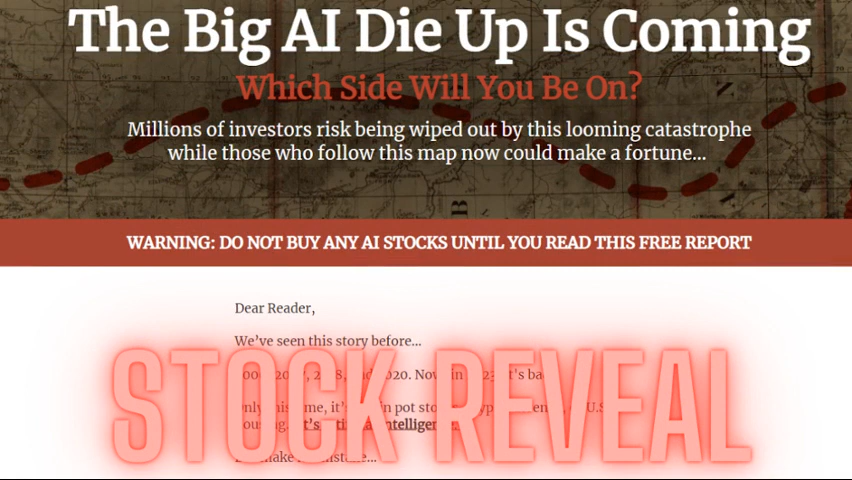 The Big AI Die Up Is Coming
Which Side Will You Be On?
Millions of investors risk being wiped out by this looming catastrophe
while those who follow this map now could make a fortune...
WARNING: DO NOT BUY ANY AI STOCKS UNTIL YOU READ THIS FREE REPORT
Dear Reader,
We've seen this story before...
STOCK REVEAL